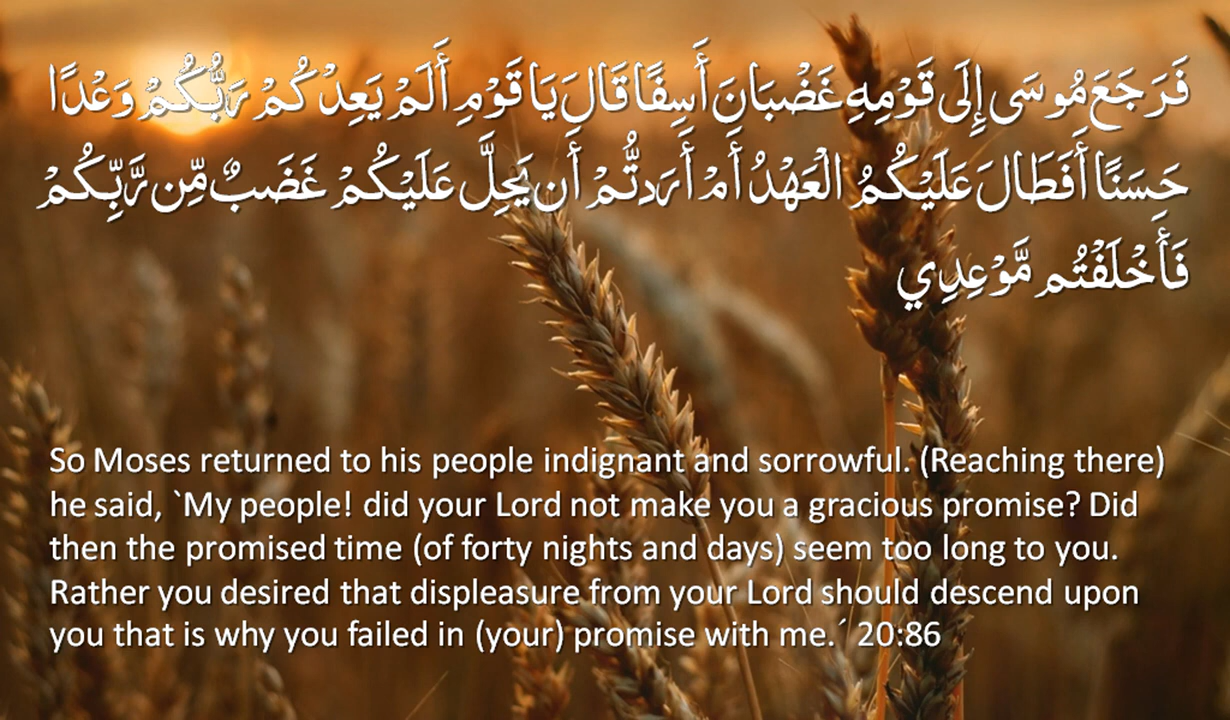 فَرَجَعَ مُوسَى إِلَى قَوْمِهِ غَضْبَانَ أَسِفًا قَالَ يَا قَوْمِ أَلَمْ يَعِدْكُمْ رَبُّكُمْ وَعْدًا
حَسَنًا أَفَطَالَ عَلَيْكُمُ الْعَهْدُ أَمْ أَرَدتُّمْ أَن يَحِلَّ عَلَيْكُمْ غَضَبٌ مِّن رَّبِّكُمْ
فَأَخْلَفْتُم مَّوْعِدِي
So Moses returned to his people indignant and sorrowful. (Reaching there)
he said, `My people! did your Lord not make you a gracious promise? Did
then the promised time (of forty nights and days) seem too long to you.
Rather you desired that displeasure from your Lord should descend upon
you that is why you failed in (your) promise with me.´ 20:86